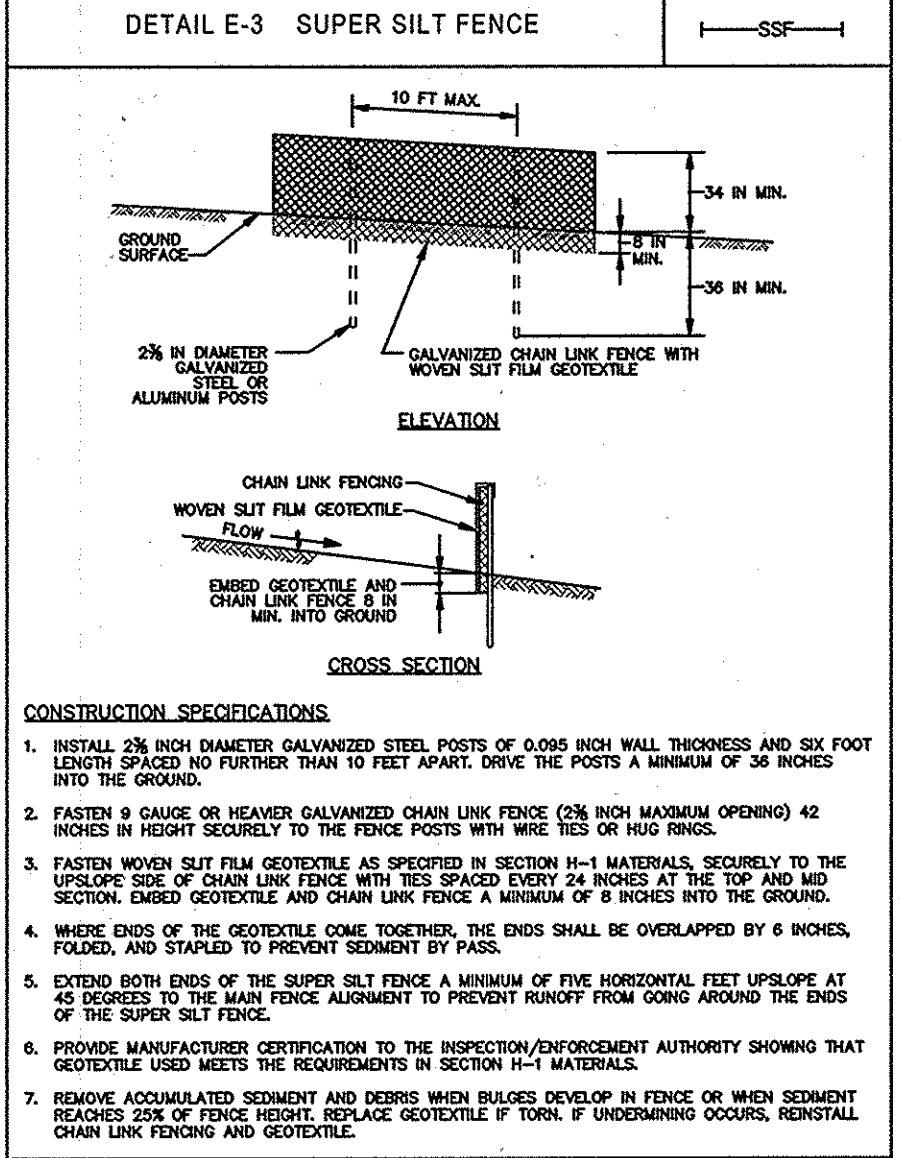 DETAIL E-3 SUPER SILT FENCE
SSF
10 FT MAX.
34 IN MIN.
GROUND
SURFACE
8 IN
MIN.
36 IN MIN.
2⅜ IN DIAMETER
GALVANIZED
STEEL OR
ALUMINUM POSTS
GALVANIZED CHAIN LINK FENCE WITH
WOVEN SLIT FILM GEOTEXTILE
ELEVATION
CHAIN LINK FENCING
WOVEN SLIT FILM GEOTEXTILE
FLOW
EMBED GEOTEXTILE AND
CHAIN LINK FENCE 8 IN
MIN. INTO GROUND
CROSS SECTION
CONSTRUCTION SPECIFICATIONS
1. INSTALL 2⅜ INCH DIAMETER GALVANIZED STEEL POSTS OF 0.095 INCH WALL THICKNESS AND SIX FOOT
LENGTH SPACED NO FURTHER THAN 10 FEET APART. DRIVE THE POSTS A MINIMUM OF 36 INCHES
INTO THE GROUND.
2. FASTEN 9 GAUGE OR HEAVIER GALVANIZED CHAIN LINK FENCE (2⅜ INCH MAXIMUM OPENING) 42
INCHES IN HEIGHT SECURELY TO THE FENCE POSTS WITH WIRE TIES OR HUG RINGS.
3. FASTEN WOVEN SLIT FILM GEOTEXTILE AS SPECIFIED IN SECTION H-1 MATERIALS, SECURELY TO THE
UPSLOPE SIDE OF CHAIN LINK FENCE WITH TIES SPACED EVERY 24 INCHES AT THE TOP AND MID
SECTION. EMBED GEOTEXTILE AND CHAIN LINK FENCE A MINIMUM OF 8 INCHES INTO THE GROUND.
4. WHERE ENDS OF THE GEOTEXTILE COME TOGETHER, THE ENDS SHALL BE OVERLAPPED BY 6 INCHES,
FOLDED, AND STAPLED TO PREVENT SEDIMENT BY PASS.
5. EXTEND BOTH ENDS OF THE SUPER SILT FENCE A MINIMUM OF FIVE HORIZONTAL FEET UPSLOPE AT
45 DEGREES TO THE MAIN FENCE ALIGNMENT TO PREVENT RUNOFF FROM GOING AROUND THE ENDS
OF THE SUPER SILT FENCE.
6. PROVIDE MANUFACTURER CERTIFICATION TO THE INSPECTION/ENFORCEMENT AUTHORITY SHOWING THAT
GEOTEXTILE USED MEETS THE REQUIREMENTS IN SECTION H-1 MATERIALS.
7. REMOVE ACCUMULATED SEDIMENT AND DEBRIS WHEN BULGES DEVELOP IN FENCE OR WHEN SEDIMENT
REACHES 25% OF FENCE HEIGHT. REPLACE GEOTEXTILE IF TORN. IF UNDERMINING OCCURS, REINSTALL
CHAIN LINK FENCING AND GEOTEXTILE.